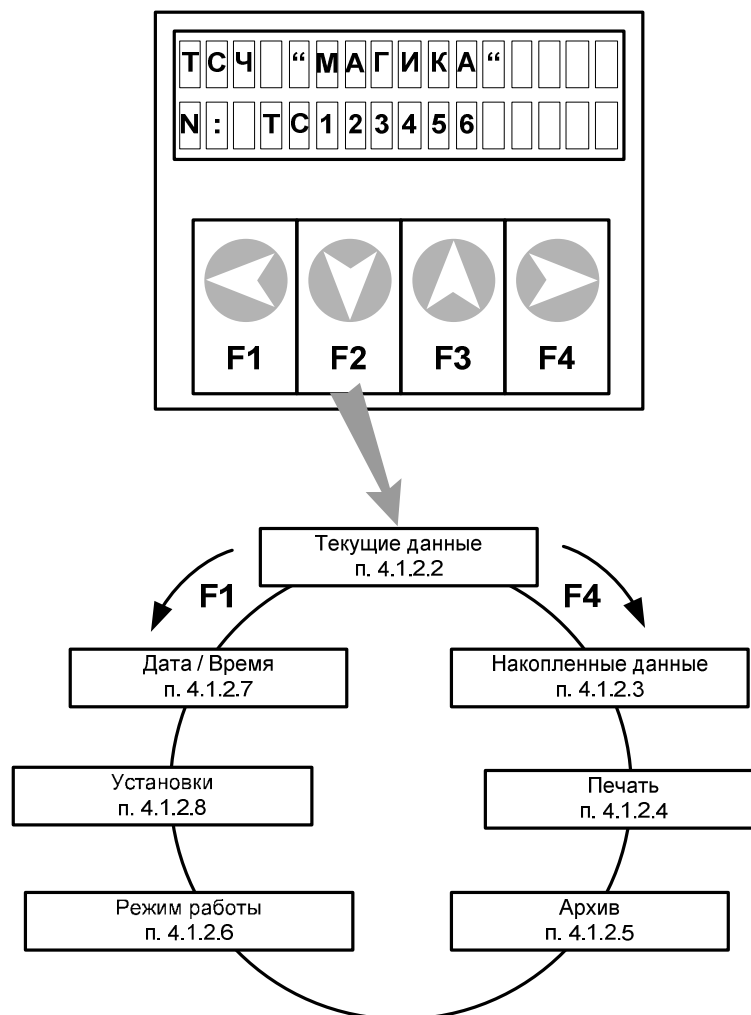 ТСЧ “МАГИКА“
N: ТС123456
F1 F2 F3 F4
Текущие данные
п. 4.1.2.2
F1 F4
Дата / Время
п. 4.1.2.7
Накопленные данные
п. 4.1.2.3
Установки
п. 4.1.2.8
Печать
п. 4.1.2.4
Режим работы
п. 4.1.2.6
Архив
п. 4.1.2.5